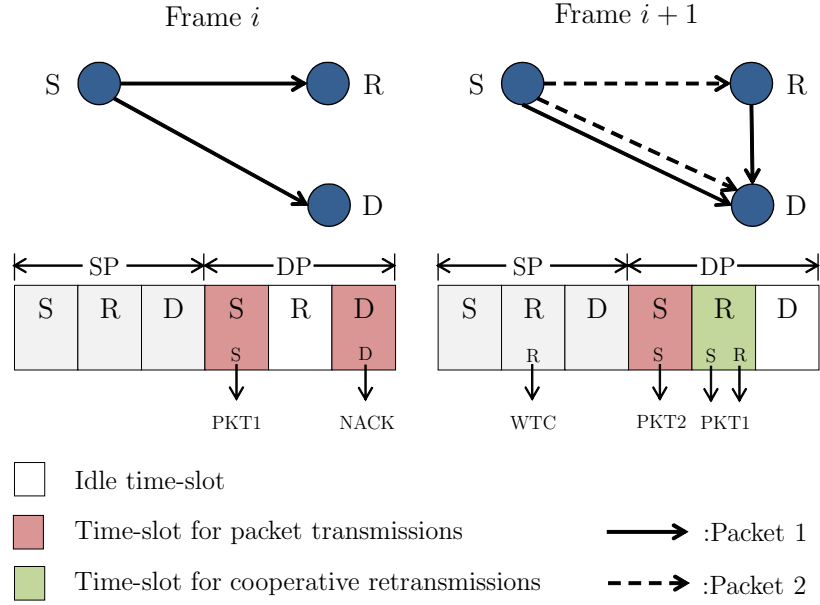 Frame i
Frame i + 1
S R
D
S R
D
SP DP
SP DP
S R D S R D
S D
S R D S R D
R S S R
PKT1 NACK
WTC PKT2 PKT1
Idle time-slot
Time-slot for packet transmissions
Time-slot for cooperative retransmissions
:Packet 1
:Packet 2